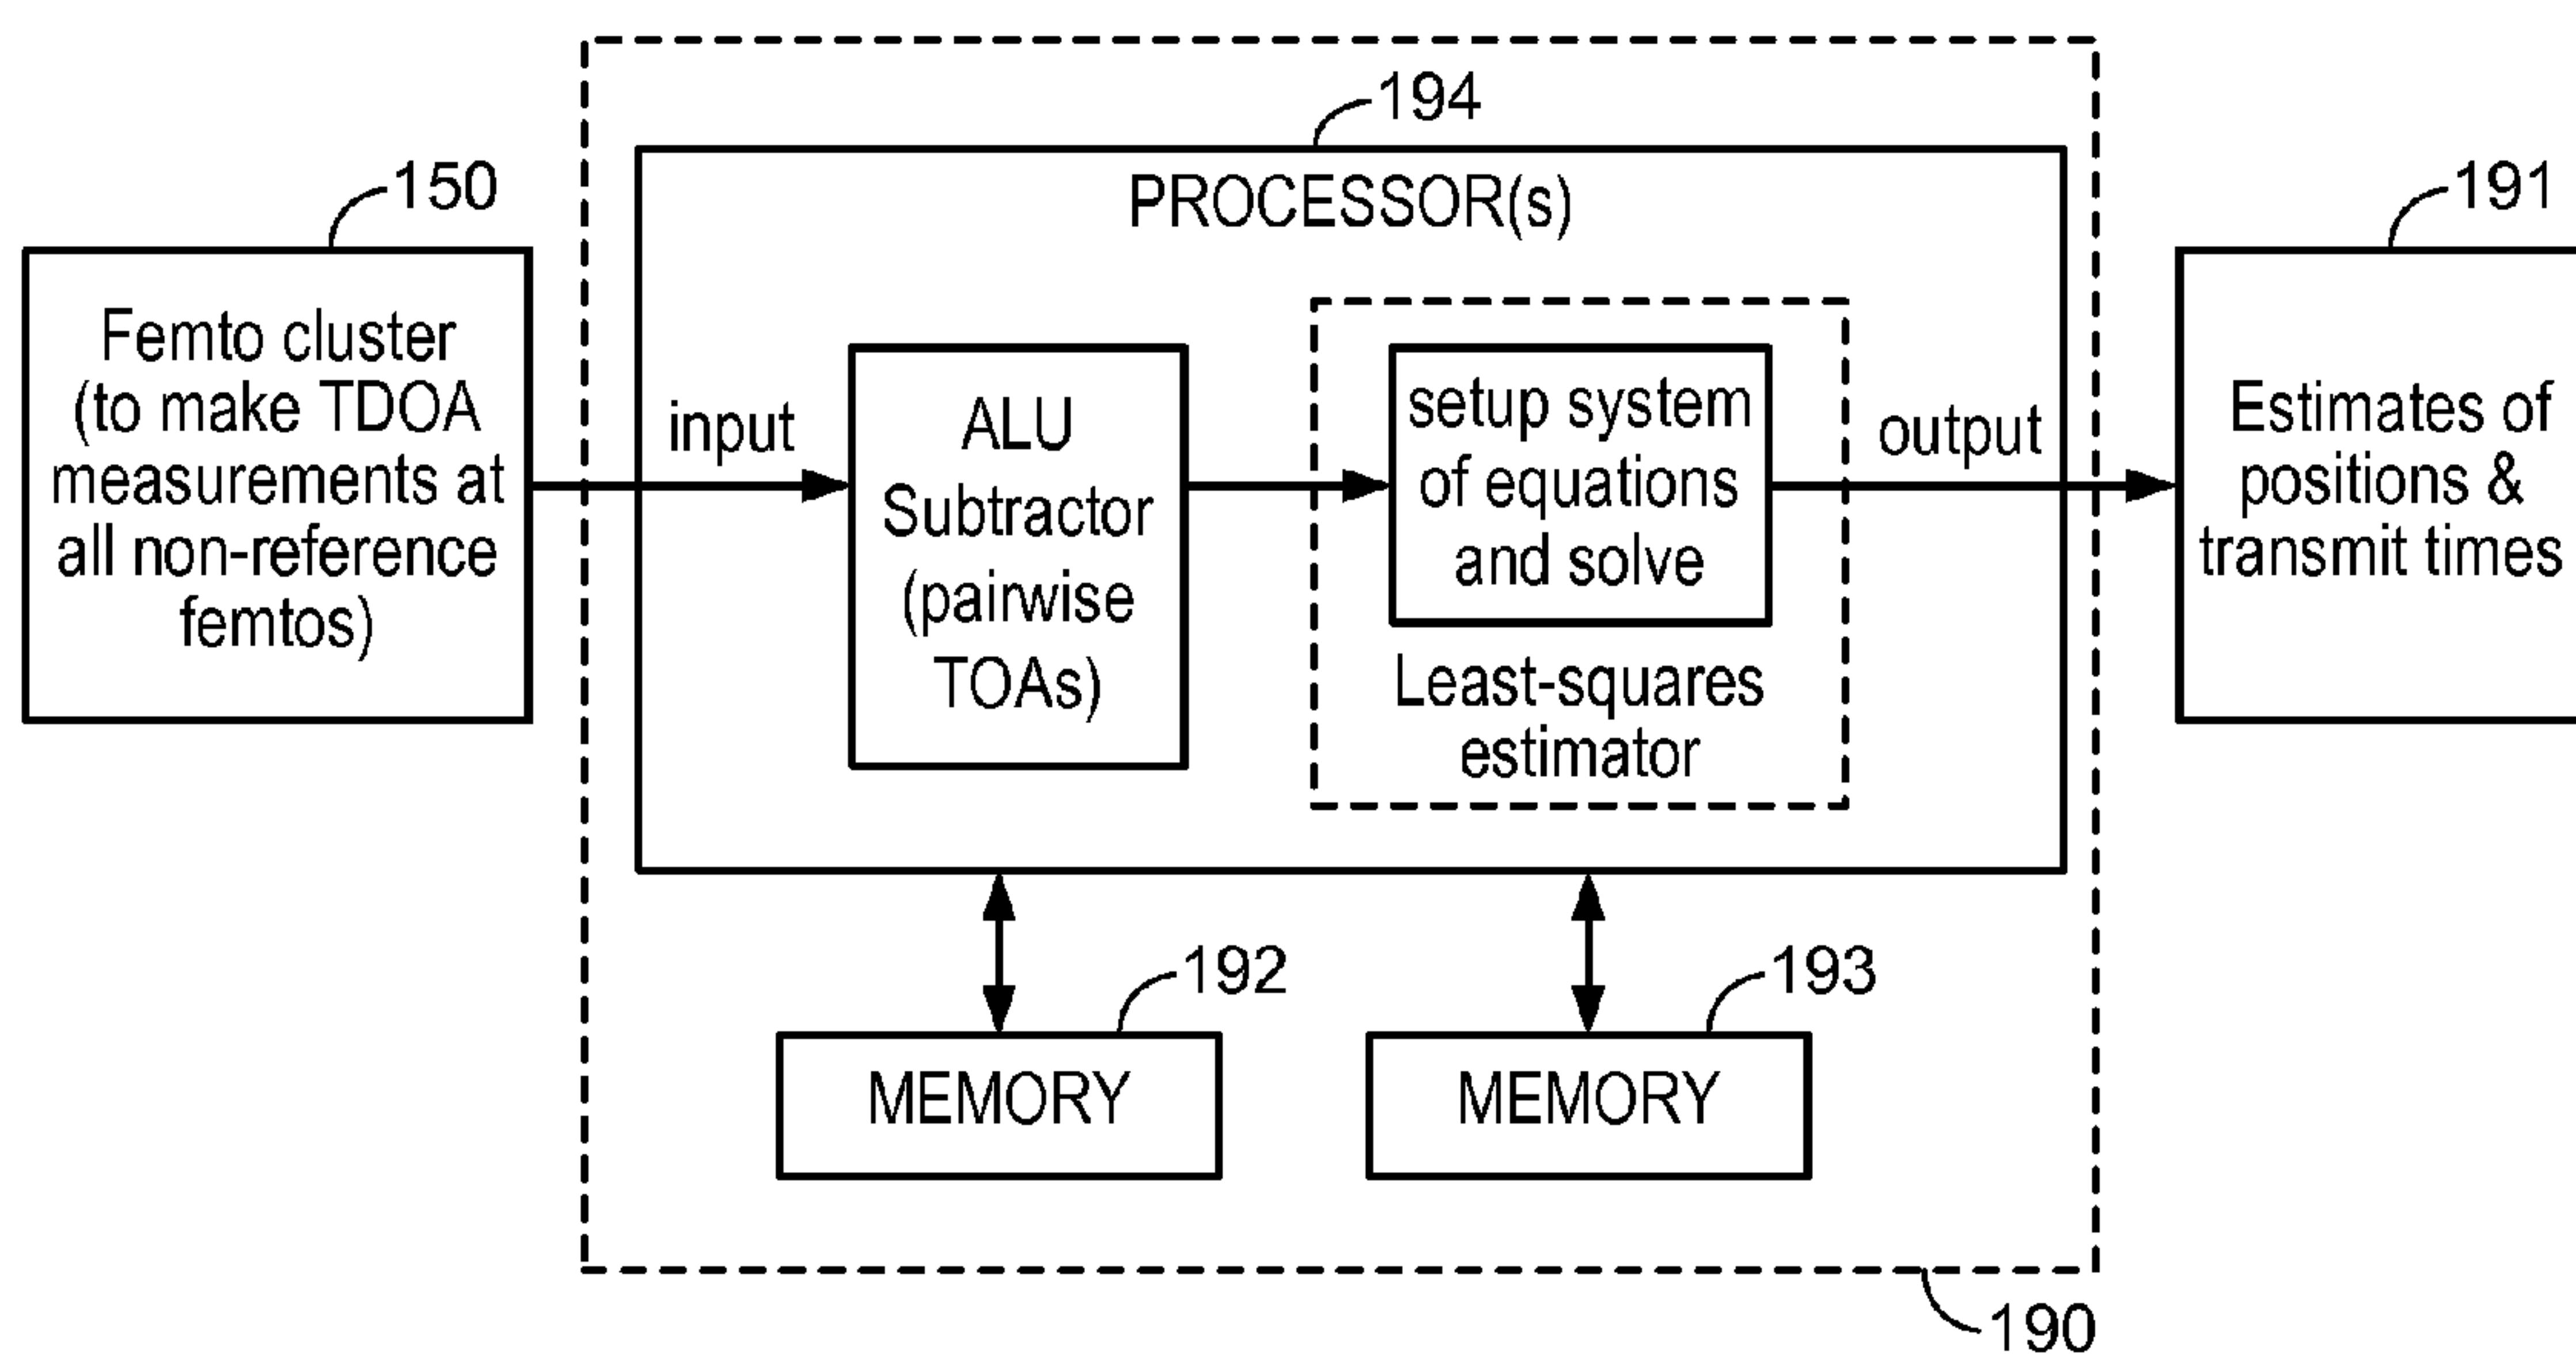 194
PROCESSOR(s)
150
191
Femto cluster
(to make TDOA
measurements at
all non-reference
femtos)
input
ALU
Subtractor
(pairwise
TOAs)
setup system
of equations
and solve
Least-squares
estimator
output
Estimates of
positions &
transmit times
192
MEMORY
193
MEMORY
190